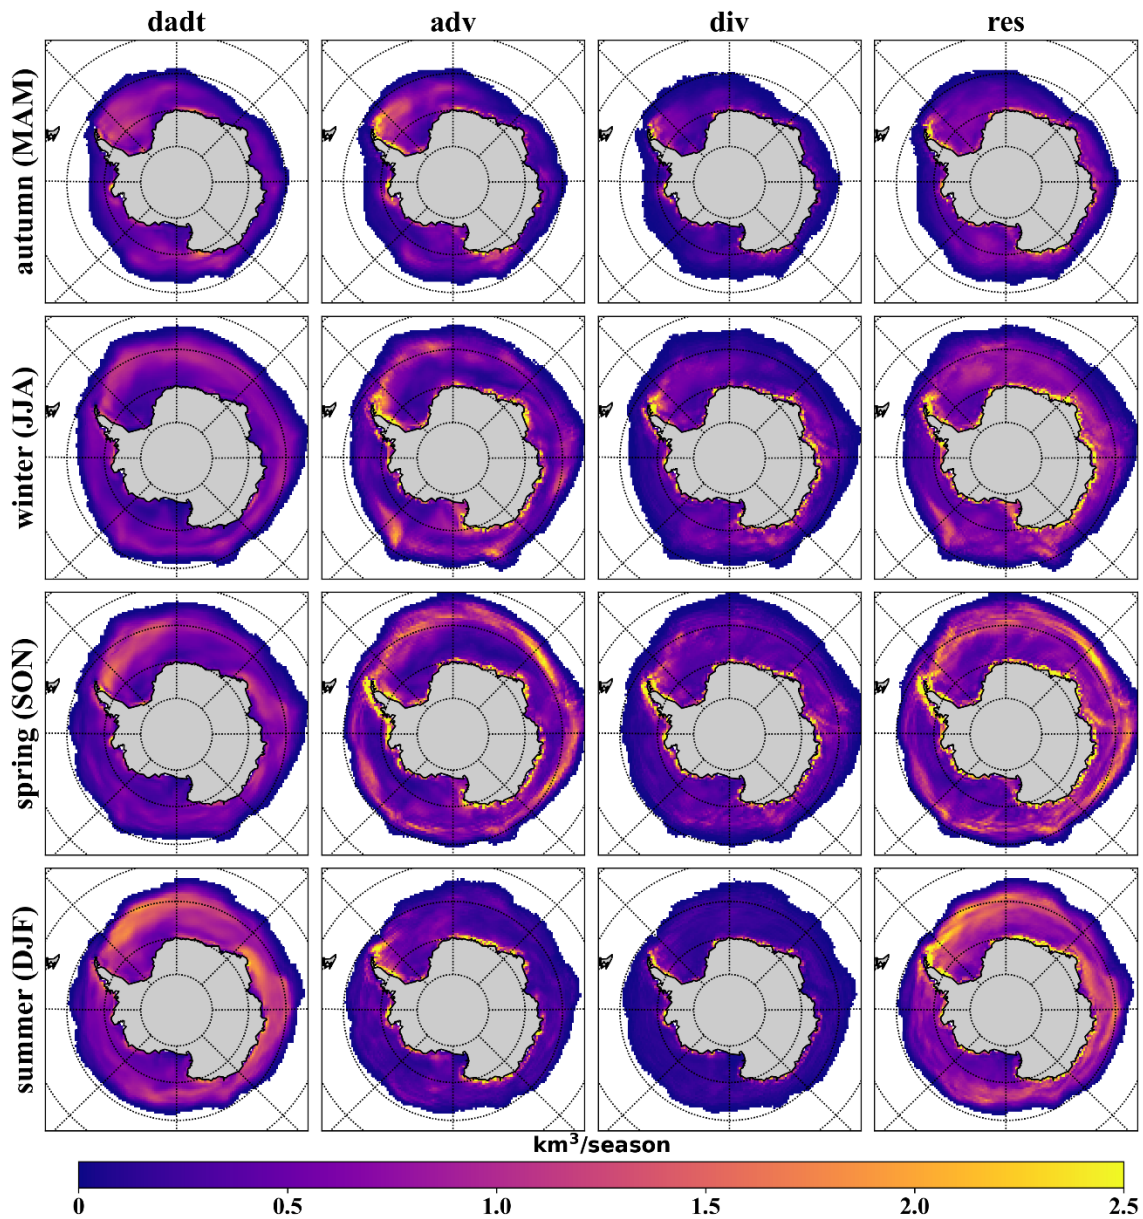 dadt adv div res
autumn (MAM)
winter (JJA)
spring (SON)
summer (DJF)
km³/season
0 0.5 1.0 1.5 2.0 2.5